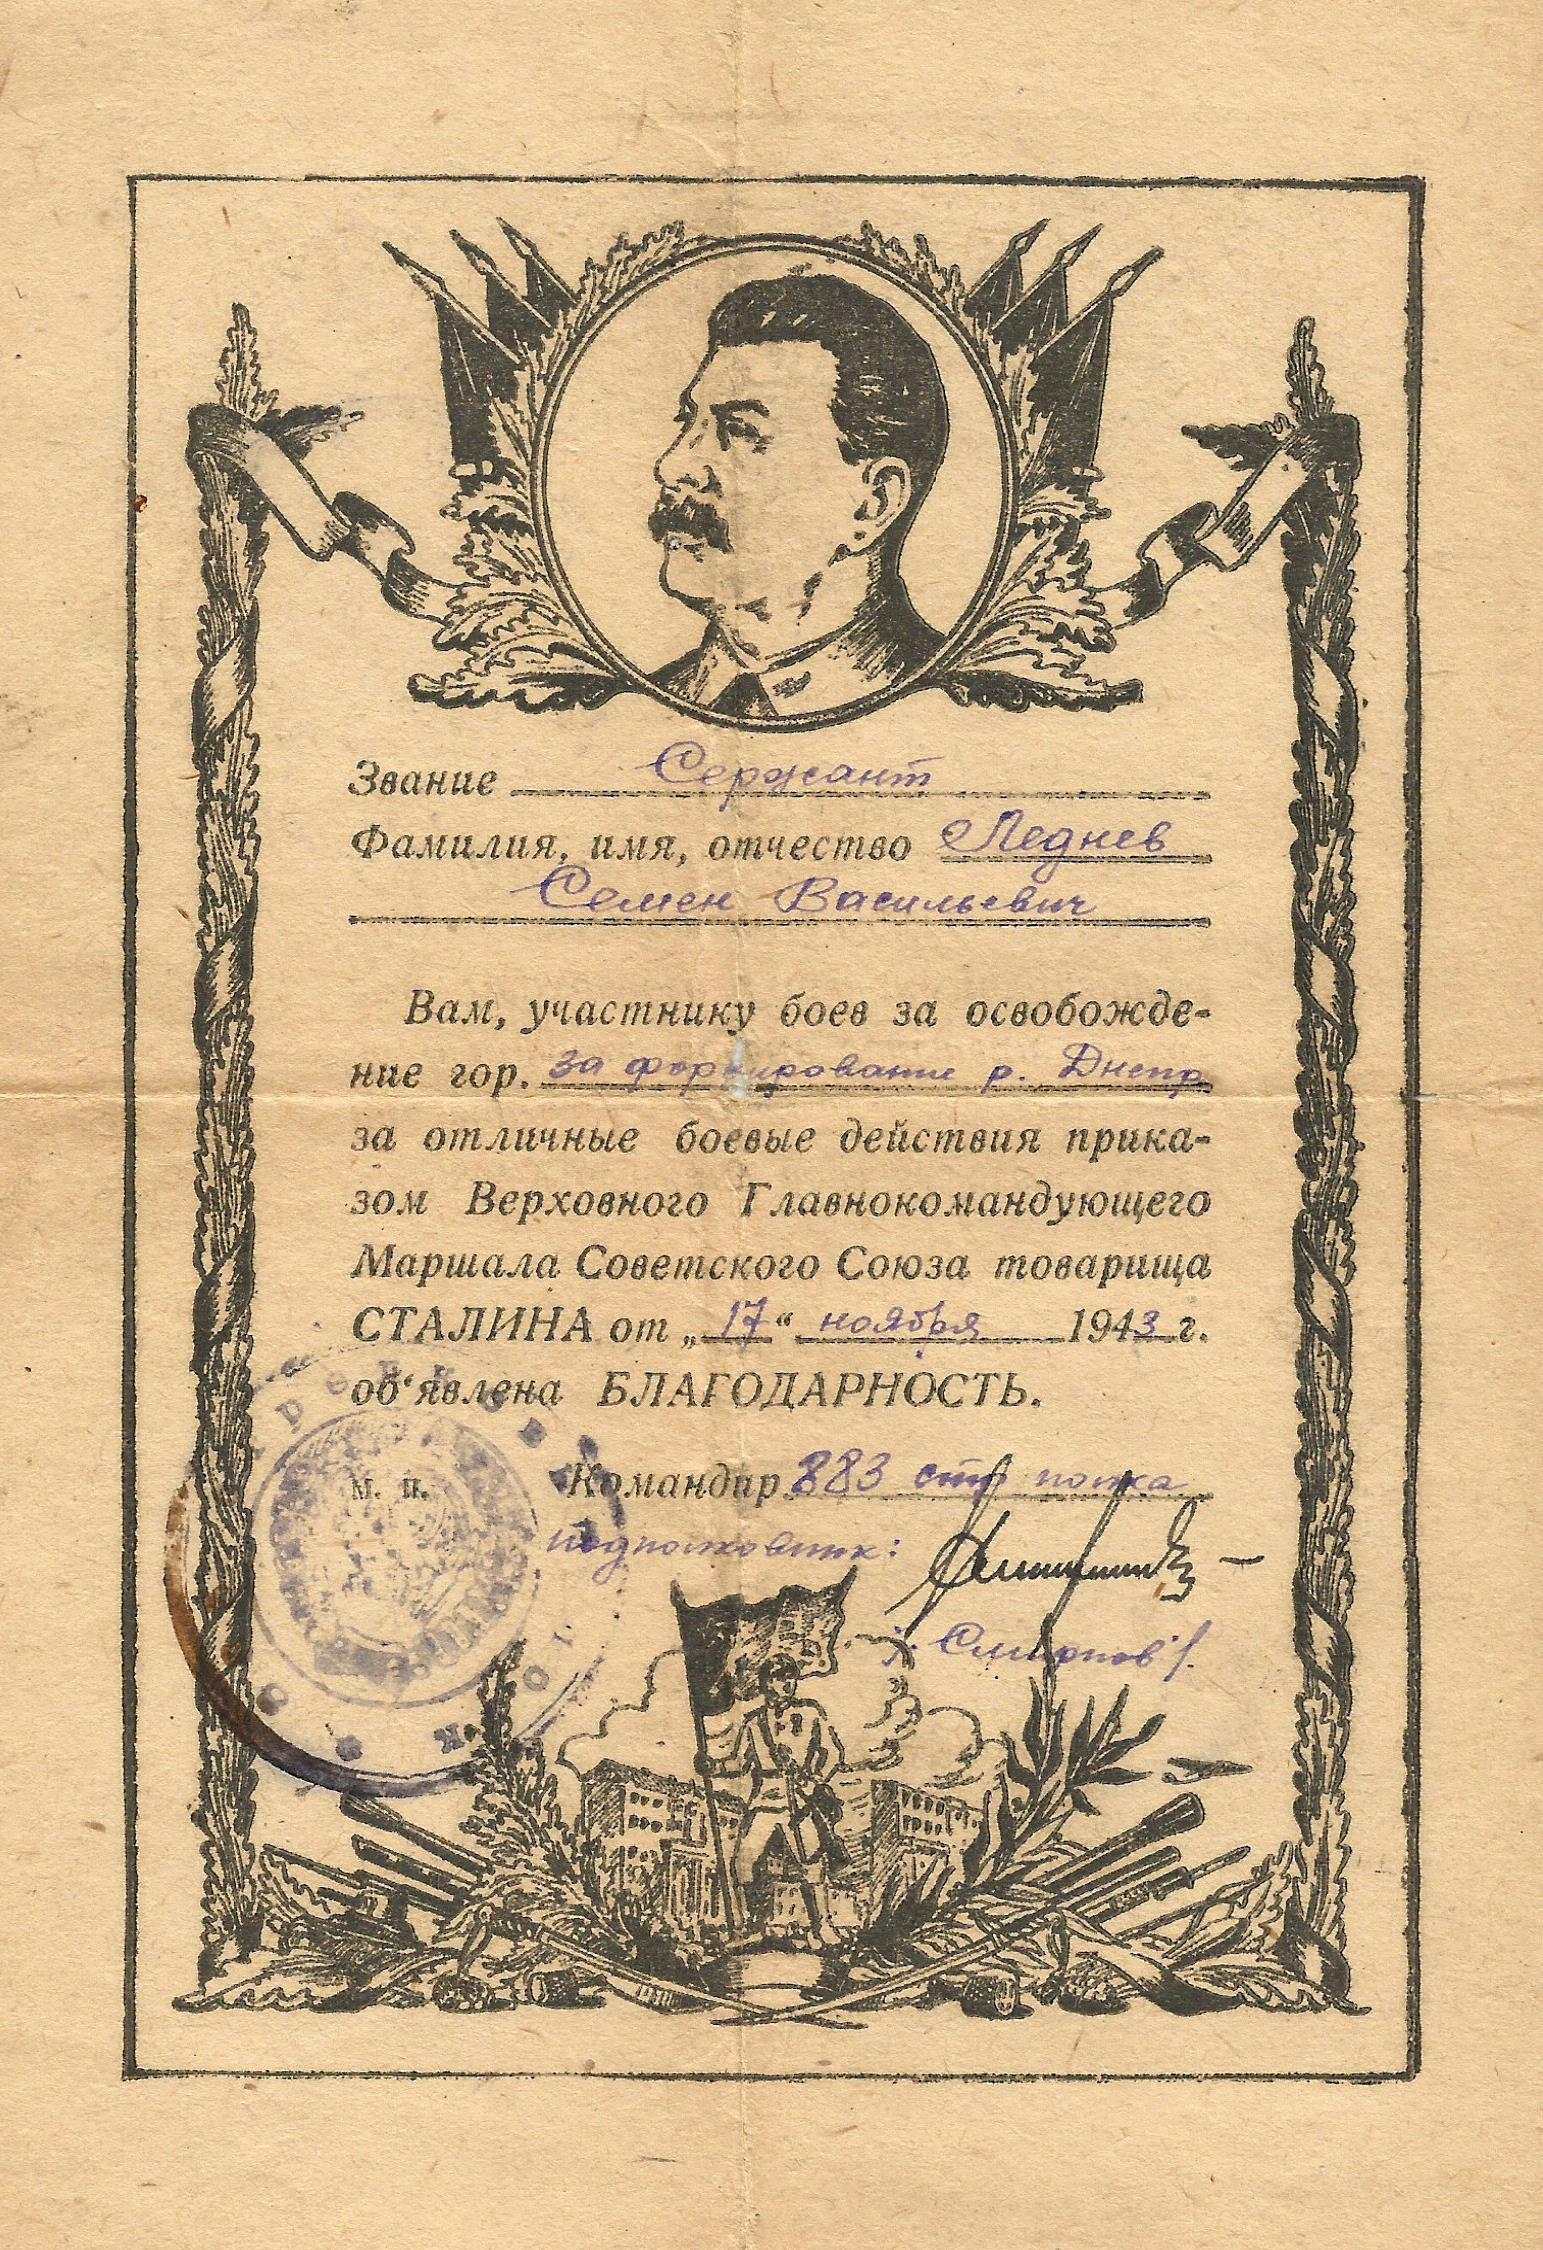 Звание Сержант
Фамилия, имя, отчество Леднев
Семен Васильевич
Вам, участнику боев за освобожде-
ние гор. за форсирование р. Днепр
за отличные боевые действия прика-
зом Верховного Главнокомандующего
Маршала Советского Союза товарища
СТАЛИНА от „17“ ноября 1943 г.
об‘явлена БЛАГОДАРНОСТЬ.
М. П. Командир 883 стр полка
подполковник:
/. Смирнов /.